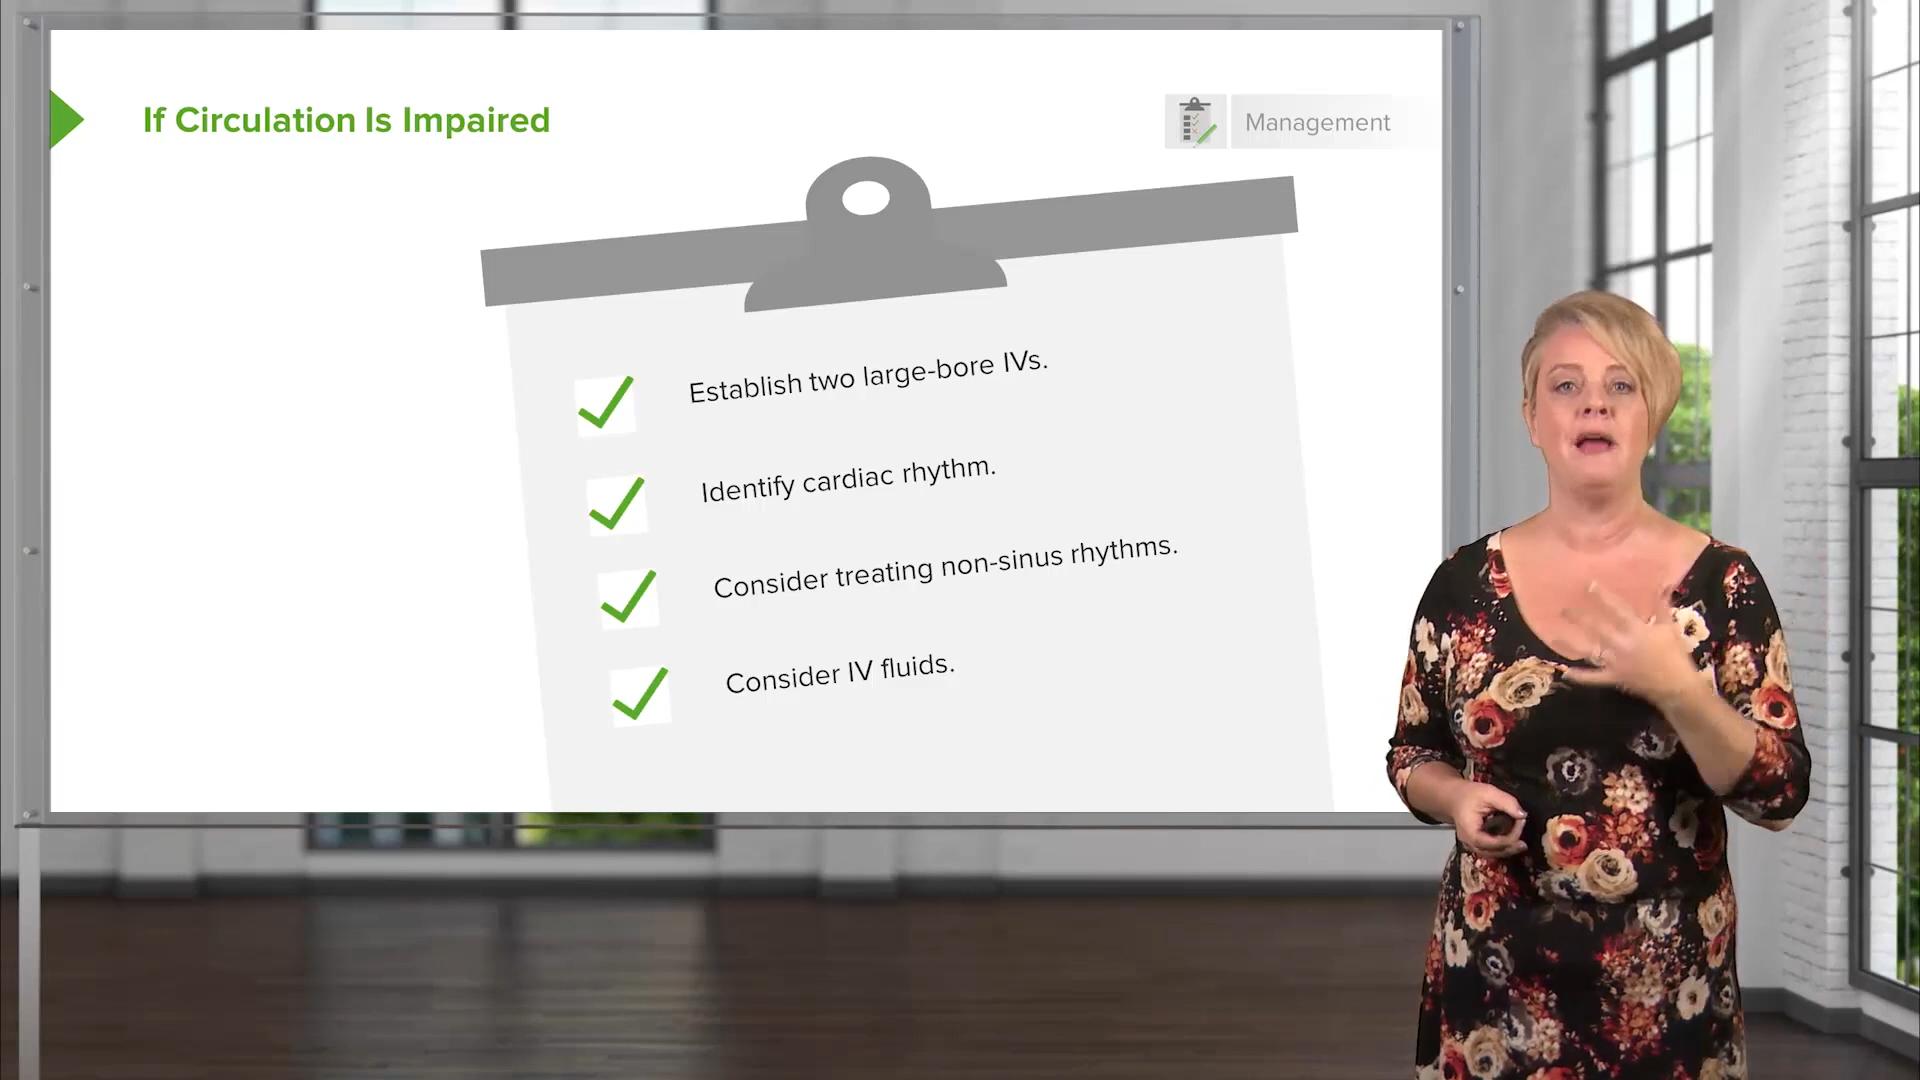 If Circulation Is Impaired
Management
Establish two large-bore IVs.
Identify cardiac rhythm.
Consider treating non-sinus rhythms.
Consider IV fluids.